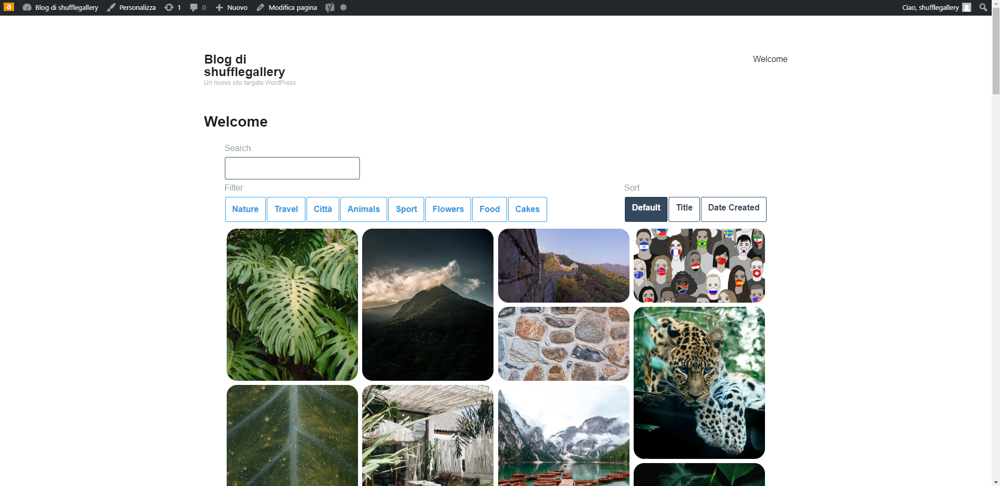 a Blog di shufflegallery Personalizza 1 0 Nuovo Modifica pagina Ciao, shufflegallery
Blog di
shufflegallery
Un nuovo sito targato WordPress
Welcome
Welcome
Search
Filter
Nature Travel Città Animals Sport Flowers Food Cakes
Sort
Default Title Date Created